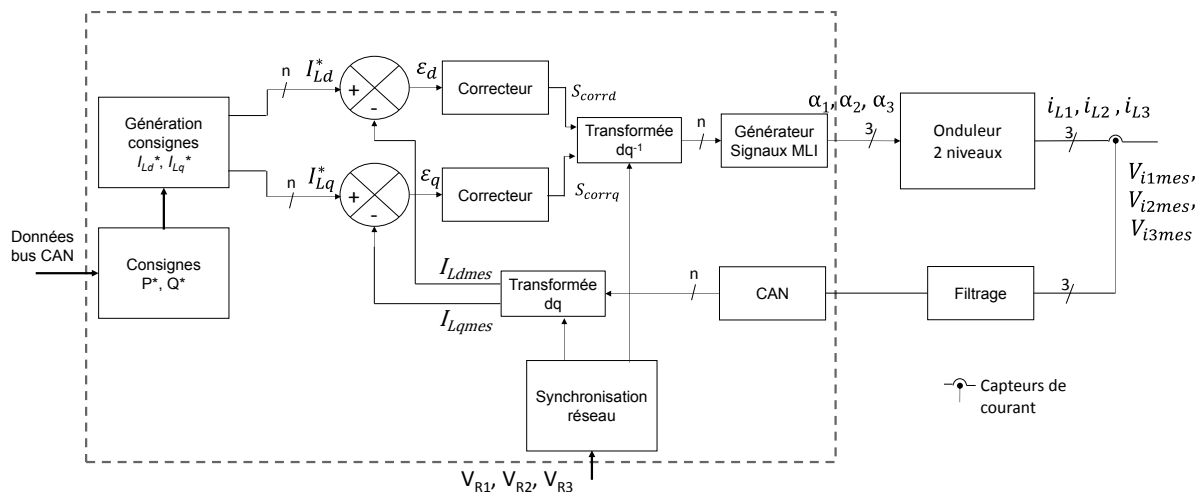 n
I*Ld
+
-
εd
Correcteur
Scorrd
Génération
consignes
ILd*, ILq*
n
I*Lq
+
-
εq
Correcteur
Scorrq
Transformée
dq-1
n
Générateur
Signaux MLI
α1, α2, α3
3
Onduleur
2 niveaux
iL1, iL2 , iL3
3
Vi1mes,
Vi2mes,
Vi3mes
Données
bus CAN
Consignes
P*, Q*
ILdmes
ILqmes
Transformée
dq
n
CAN
Filtrage
3
Synchronisation
réseau
VR1, VR2, VR3
Capteurs de
courant